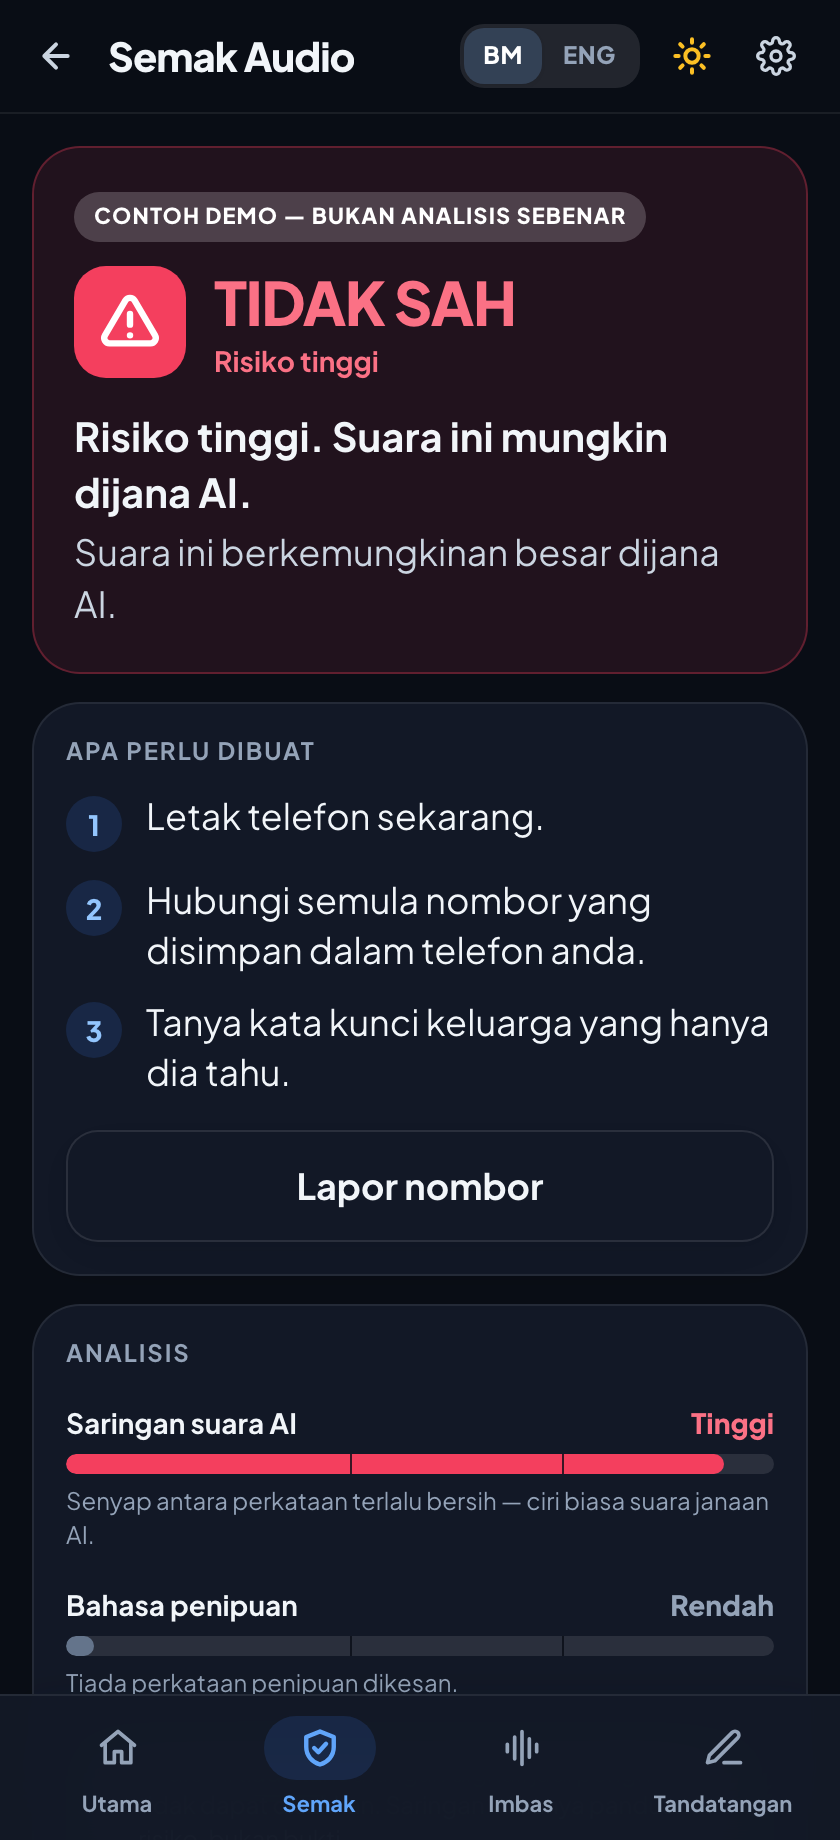 Semak Audio
BM
ENG
CONTOH DEMO — BUKAN ANALISIS SEBENAR
TIDAK SAH
Risiko tinggi
Risiko tinggi. Suara ini mungkin
dijana AI.
Suara ini berkemungkinan besar dijana
AI.
APA PERLU DIBUAT
1 Letak telefon sekarang.
2 Hubungi semula nombor yang
disimpan dalam telefon anda.
3 Tanya kata kunci keluarga yang hanya
dia tahu.
Lapor nombor
ANALISIS
Saringan suara AI Tinggi
Senyap antara perkataan terlalu bersih — ciri biasa suara janaan
AI.
Bahasa penipuan Rendah
Tiada perkataan penipuan dikesan.
Utama
Semak
Imbas
Tandatangan